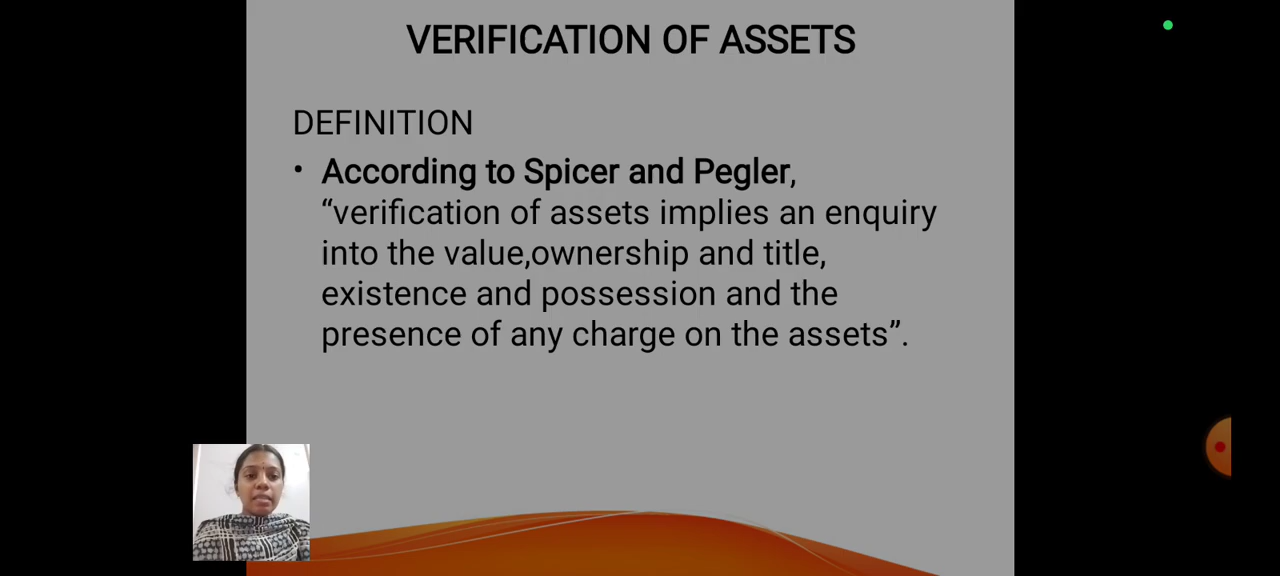 VERIFICATION OF ASSETS
DEFINITION
• According to Spicer and Pegler,
“verification of assets implies an enquiry
into the value,ownership and title,
existence and possession and the
presence of any charge on the assets”.